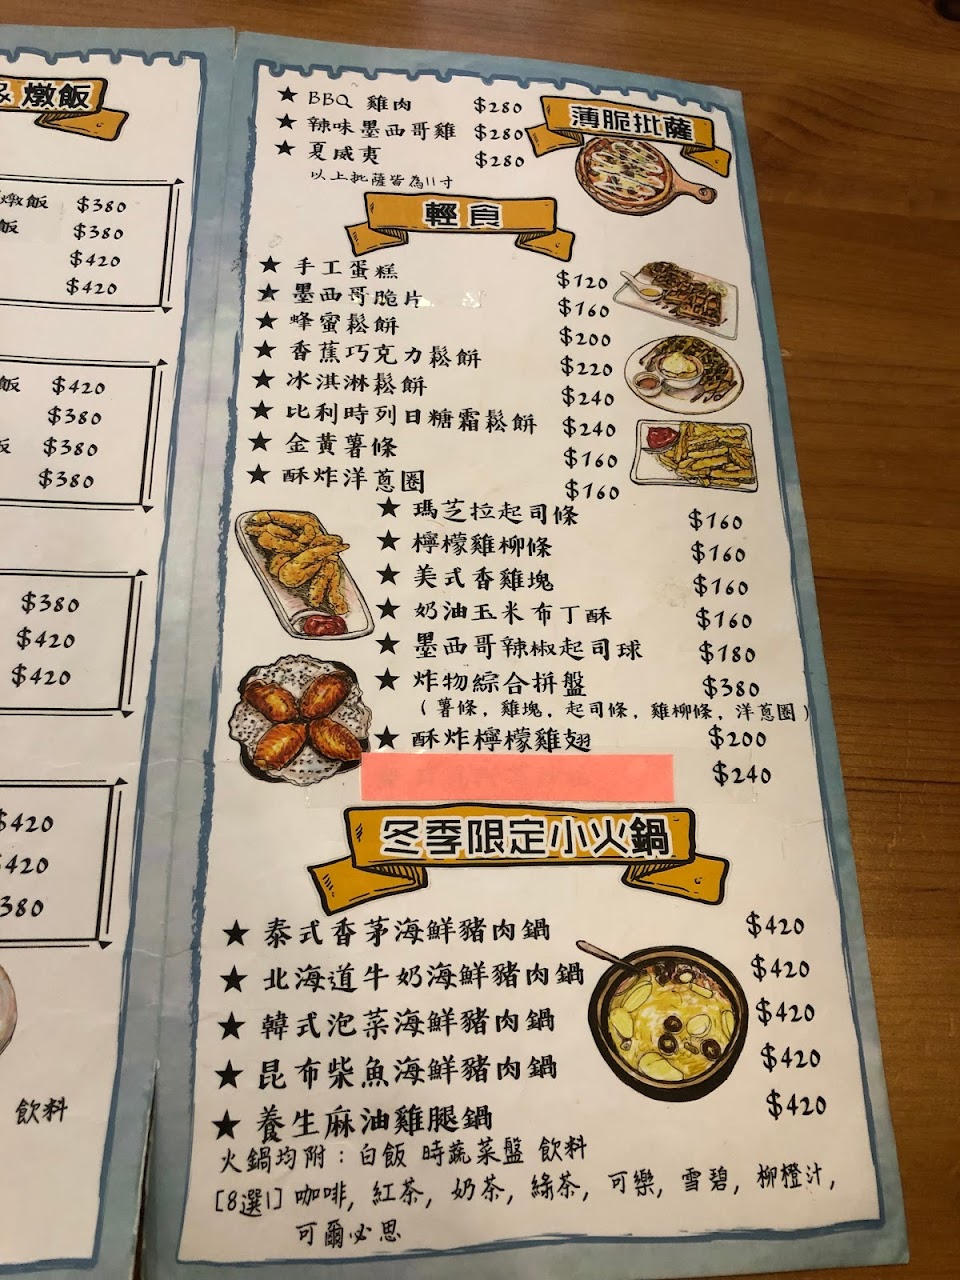 燉飯
燉飯 $380
飯 $380
$420
$420
飯 $420
$380
飯 $380
$380
$380
$420
$420
$420
$420
380
飲料
薄脆批薩
★ BBQ 雞肉 $280
★ 辣味墨西哥雞 $280
★ 夏威夷 $280
以上批薩皆為11寸
輕食
★ 手工蛋糕 $120
★ 墨西哥脆片 $160
★ 蜂蜜鬆餅 $200
★ 香蕉巧克力鬆餅 $220
★ 冰淇淋鬆餅 $240
★ 比利時列日糖霜鬆餅 $240
★ 金黃薯條 $160
★ 酥炸洋蔥圈 $160
★ 瑪芝拉起司條 $160
★ 檸檬雞柳條 $160
★ 美式香雞塊 $160
★ 奶油玉米布丁酥 $160
★ 墨西哥辣椒起司球 $180
★ 炸物綜合拼盤 $380
(薯條, 雞塊, 起司條, 雞柳條, 洋蔥圈)
★ 酥炸檸檬雞翅 $200
$240
冬季限定小火鍋
★ 泰式香茅海鮮豬肉鍋 $420
★ 北海道牛奶海鮮豬肉鍋 $420
★ 韓式泡菜海鮮豬肉鍋 $420
★ 昆布柴魚海鮮豬肉鍋 $420
★ 養生麻油雞腿鍋 $420
火鍋均附：白飯 時蔬菜盤 飲料
[8選1] 咖啡, 紅茶, 奶茶, 綠茶, 可樂, 雪碧, 柳橙汁,
可爾必思